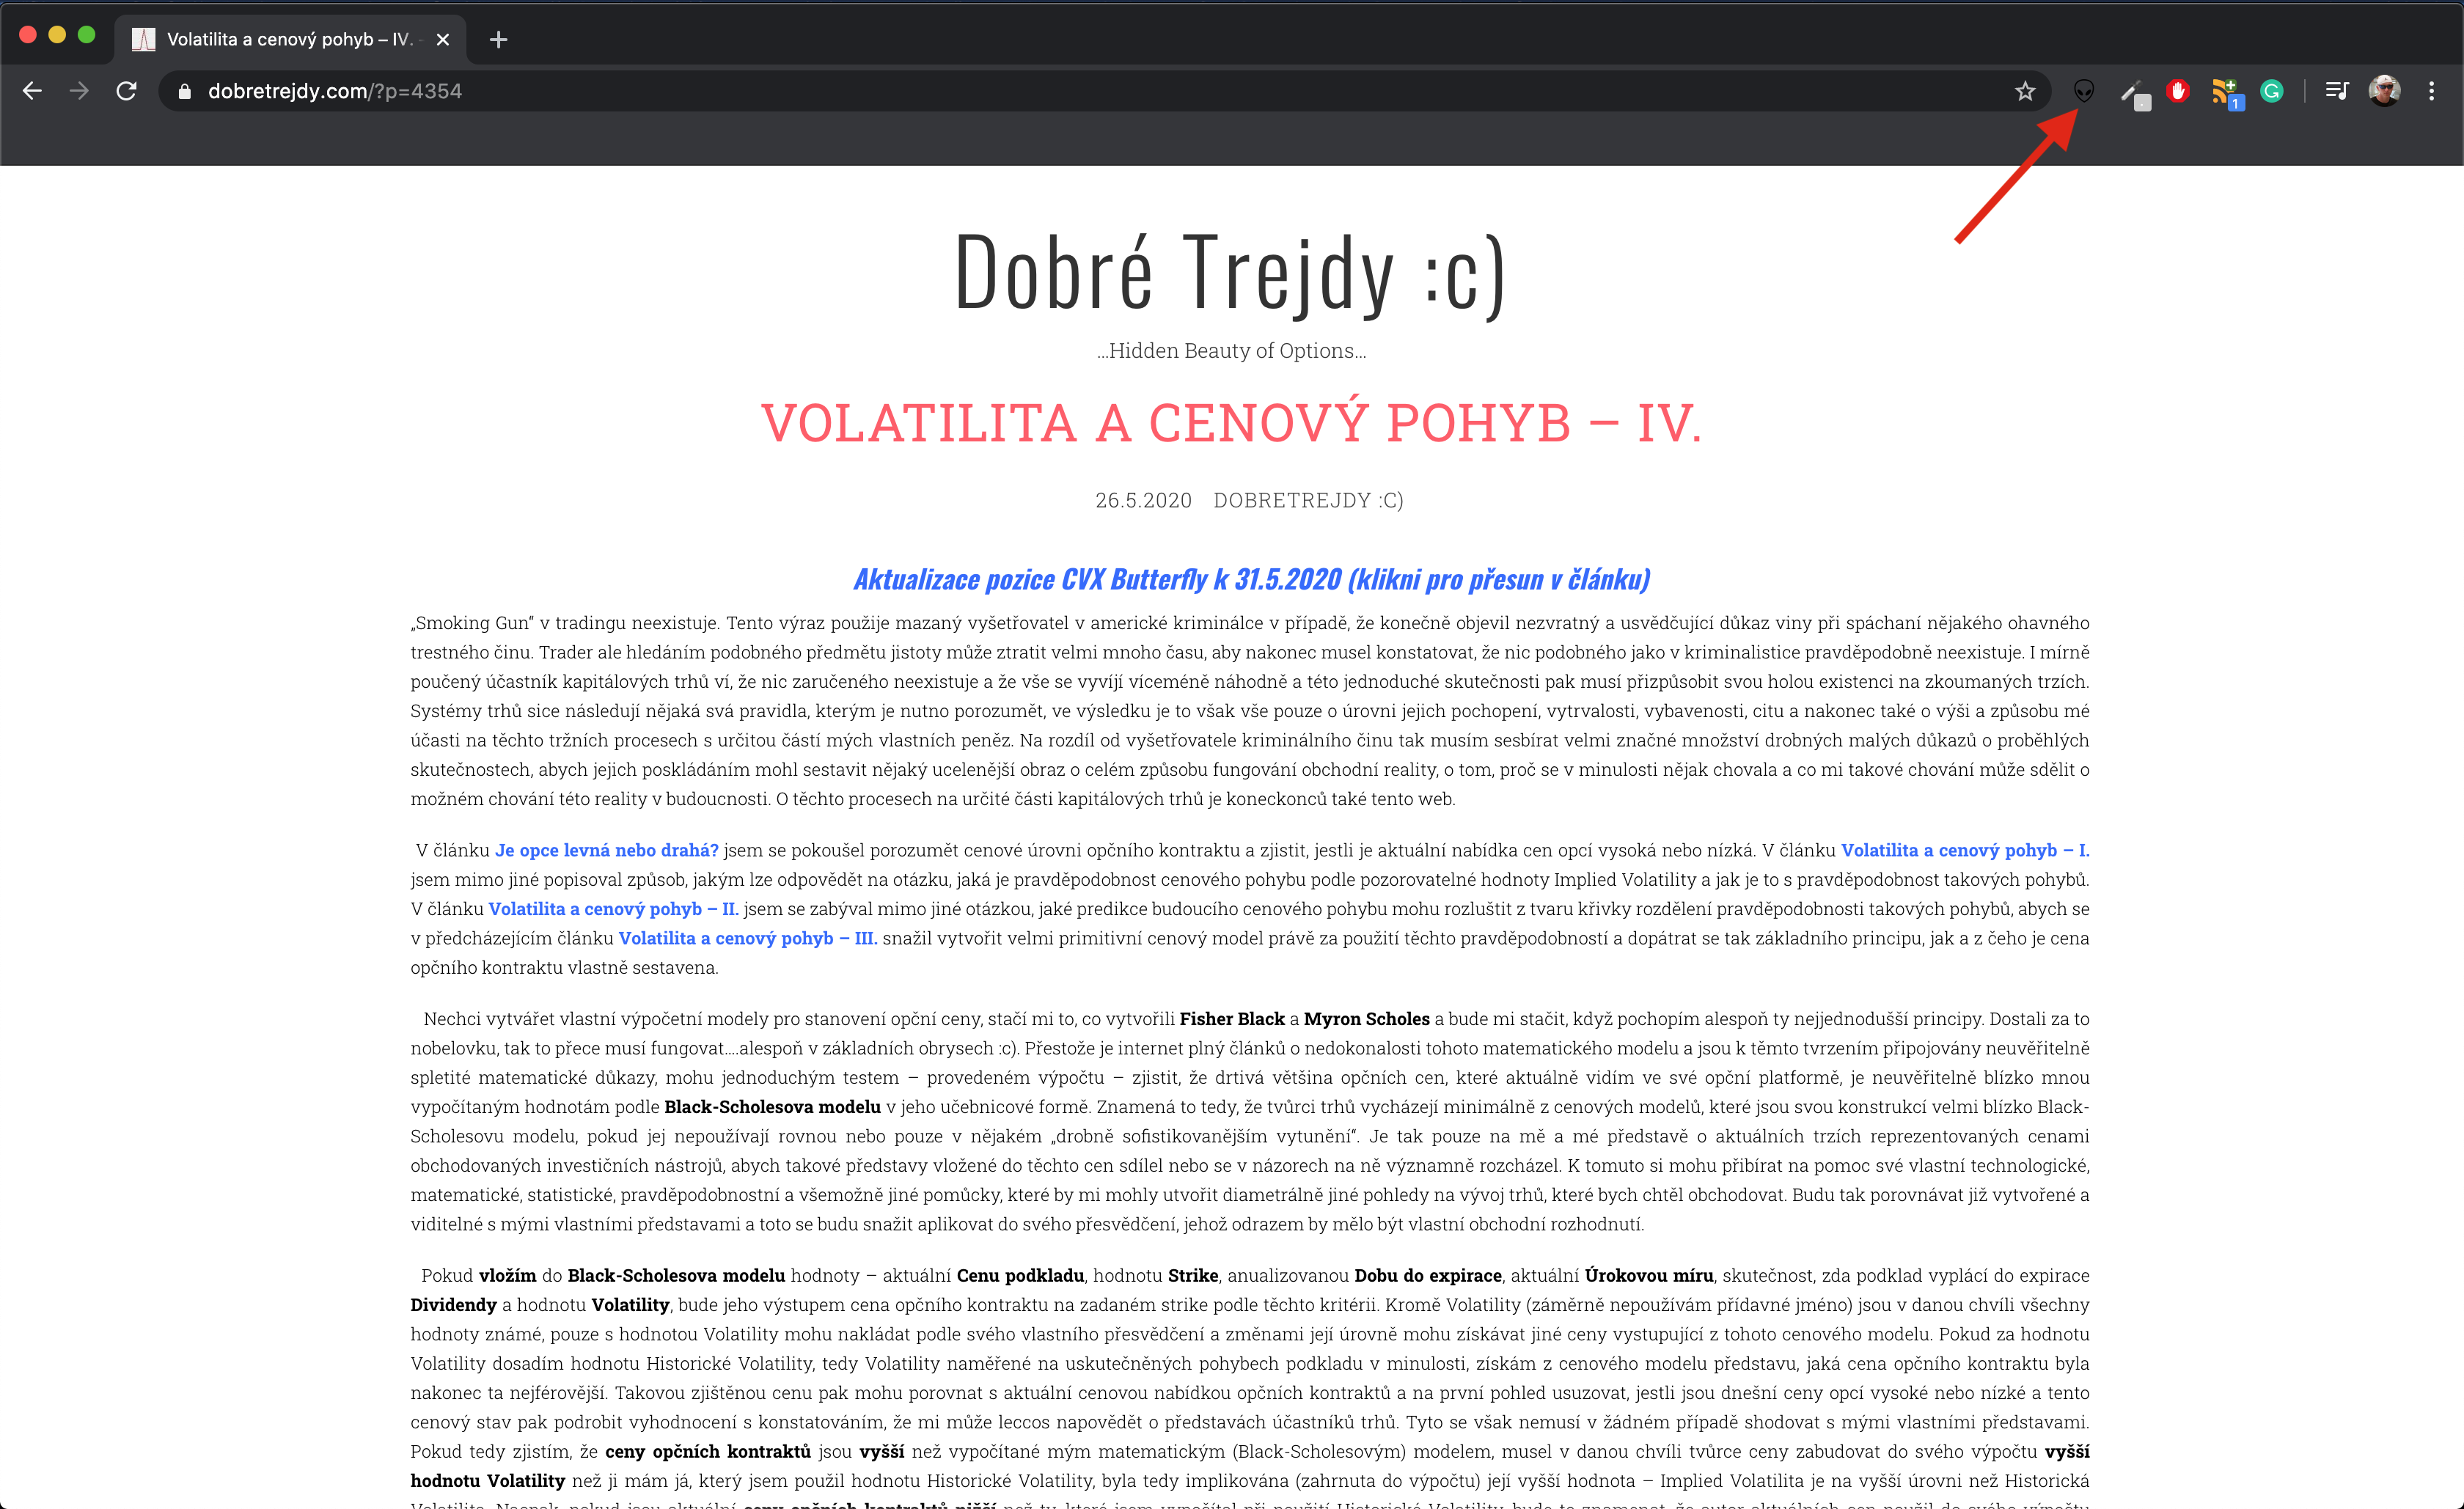 Volatilita a cenový pohyb – IV. -
dobretrejdy.com/?p=4354
1
Dobré Trejdy :c)
...Hidden Beauty of Options...
VOLATILITA A CENOVÝ POHYB – IV.
26.5.2020 DOBRETREJDY :C)
Aktualizace pozice CVX Butterfly k 31.5.2020 (klikni pro přesun v článku)
„Smoking Gun“ v tradingu neexistuje. Tento výraz použije mazaný vyšetřovatel v americké kriminálce v případě, že konečně objevil nezvratný a usvědčující důkaz viny při spáchaní nějakého ohavného
trestného činu. Trader ale hledáním podobného předmětu jistoty může ztratit velmi mnoho času, aby nakonec musel konstatovat, že nic podobného jako v kriminalistice pravděpodobně neexistuje. I mírně
poučený účastník kapitálových trhů ví, že nic zaručeného neexistuje a že vše se vyvíjí víceméně náhodně a této jednoduché skutečnosti pak musí přizpůsobit svou holou existenci na zkoumaných trzích.
Systémy trhů sice následují nějaká svá pravidla, kterým je nutno porozumět, ve výsledku je to však vše pouze o úrovni jejich pochopení, vytrvalosti, vybavenosti, citu a nakonec také o výši a způsobu mé
účasti na těchto tržních procesech s určitou částí mých vlastních peněz. Na rozdíl od vyšetřovatele kriminálního činu tak musím sesbírat velmi značné množství drobných malých důkazů o proběhlých
skutečnostech, abych jejich poskládáním mohl sestavit nějaký ucelenější obraz o celém způsobu fungování obchodní reality, o tom, proč se v minulosti nějak chovala a co mi takové chování může sdělit o
možném chování této reality v budoucnosti. O těchto procesech na určité části kapitálových trhů je koneckonců také tento web.
V článku Je opce levná nebo drahá? jsem se pokoušel porozumět cenové úrovni opčního kontraktu a zjistit, jestli je aktuální nabídka cen opcí vysoká nebo nízká. V článku Volatilita a cenový pohyb – I.
jsem mimo jiné popisoval způsob, jakým lze odpovědět na otázku, jaká je pravděpodobnost cenového pohybu podle pozorovatelné hodnoty Implied Volatility a jak je to s pravděpodobnost takových pohybů.
V článku Volatilita a cenový pohyb – II. jsem se zabýval mimo jiné otázkou, jaké predikce budoucího cenového pohybu mohu rozluštit z tvaru křivky rozdělení pravděpodobnosti takových pohybů, abych se
v předcházejícím článku Volatilita a cenový pohyb – III. snažil vytvořit velmi primitivní cenový model právě za použití těchto pravděpodobností a dopátrat se tak základního principu, jak a z čeho je cena
opčního kontraktu vlastně sestavena.
Nechci vytvářet vlastní výpočetní modely pro stanovení opční ceny, stačí mi to, co vytvořili Fisher Black a Myron Scholes a bude mi stačit, když pochopím alespoň ty nejjednodušší principy. Dostali za to
nobelovku, tak to přece musí fungovat....alespoň v základních obrysech :c). Přestože je internet plný článků o nedokonalosti tohoto matematického modelu a jsou k těmto tvrzením připojovány neuvěřitelně
spletité matematické důkazy, mohu jednoduchým testem – provedeném výpočtu – zjistit, že drtivá většina opčních cen, které aktuálně vidím ve své opční platformě, je neuvěřitelně blízko mnou
vypočítaným hodnotám podle Black-Scholesova modelu v jeho učebnicové formě. Znamená to tedy, že tvůrci trhů vycházejí minimálně z cenových modelů, které jsou svou konstrukcí velmi blízko Black-
Scholesovu modelu, pokud jej nepoužívají rovnou nebo pouze v nějakém „drobně sofistikovanějším vytunění“. Je tak pouze na mě a mé představě o aktuálních trzích reprezentovaných cenami
obchodovaných investičních nástrojů, abych takové představy vložené do těchto cen sdílel nebo se v názorech na ně významně rozcházel. K tomuto si mohu přibírat na pomoc své vlastní technologické,
matematické, statistické, pravděpodobnostní a všemožně jiné pomůcky, které by mi mohly utvořit diametrálně jiné pohledy na vývoj trhů, které bych chtěl obchodovat. Budu tak porovnávat již vytvořené a
viditelné s mými vlastními představami a toto se budu snažit aplikovat do svého přesvědčení, jehož odrazem by mělo být vlastní obchodní rozhodnutí.
Pokud vložím do Black-Scholesova modelu hodnoty – aktuální Cenu podkladu, hodnotu Strike, anualizovanou Dobu do expirace, aktuální Úrokovou míru, skutečnost, zda podklad vyplácí do expirace
Dividendy a hodnotu Volatility, bude jeho výstupem cena opčního kontraktu na zadaném strike podle těchto kritérii. Kromě Volatility (záměrně nepoužívám přídavné jméno) jsou v danou chvíli všechny
hodnoty známé, pouze s hodnotou Volatility mohu nakládat podle svého vlastního přesvědčení a změnami její úrovně mohu získávat jiné ceny vystupující z tohoto cenového modelu. Pokud za hodnotu
Volatility dosadím hodnotu Historické Volatility, tedy Volatility naměřené na uskutečněných pohybech podkladu v minulosti, získám z cenového modelu představu, jaká cena opčního kontraktu byla
nakonec ta nejférovější. Takovou zjištěnou cenu pak mohu porovnat s aktuální cenovou nabídkou opčních kontraktů a na první pohled usuzovat, jestli jsou dnešní ceny opcí vysoké nebo nízké a tento
cenový stav pak podrobit vyhodnocení s konstatováním, že mi může leccos napovědět o představách účastníků trhů. Tyto se však nemusí v žádném případě shodovat s mými vlastními představami.
Pokud tedy zjistím, že ceny opčních kontraktů jsou vyšší než vypočítané mým matematickým (Black-Scholesovým) modelem, musel v danou chvíli tvůrce ceny zabudovat do svého výpočtu vyšší
hodnotu Volatility než ji mám já, který jsem použil hodnotu Historické Volatility, byla tedy implikována (zahrnuta do výpočtu) její vyšší hodnota – Implied Volatilita je na vyšší úrovni než Historická